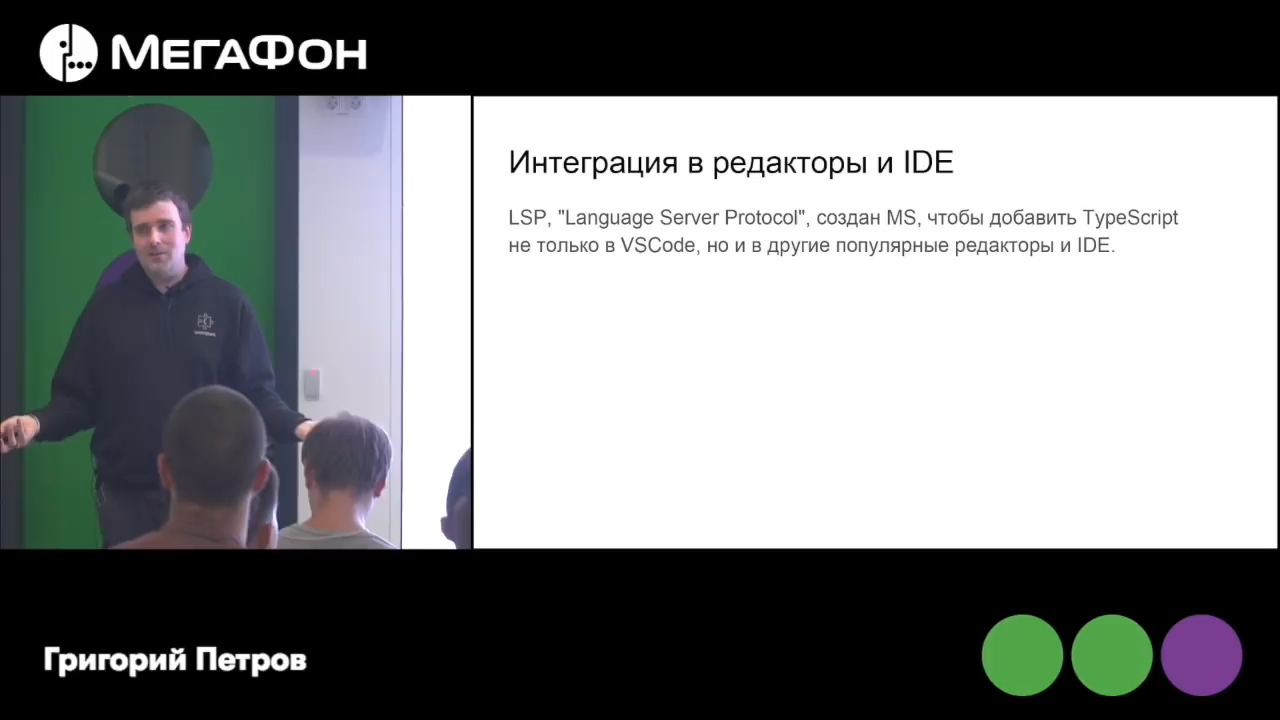 МЕГАФОН
Интеграция в редакторы и IDE
LSP, "Language Server Protocol", создан MS, чтобы добавить TypeScript
не только в VSCode, но и в другие популярные редакторы и IDE.
Григорий Петров